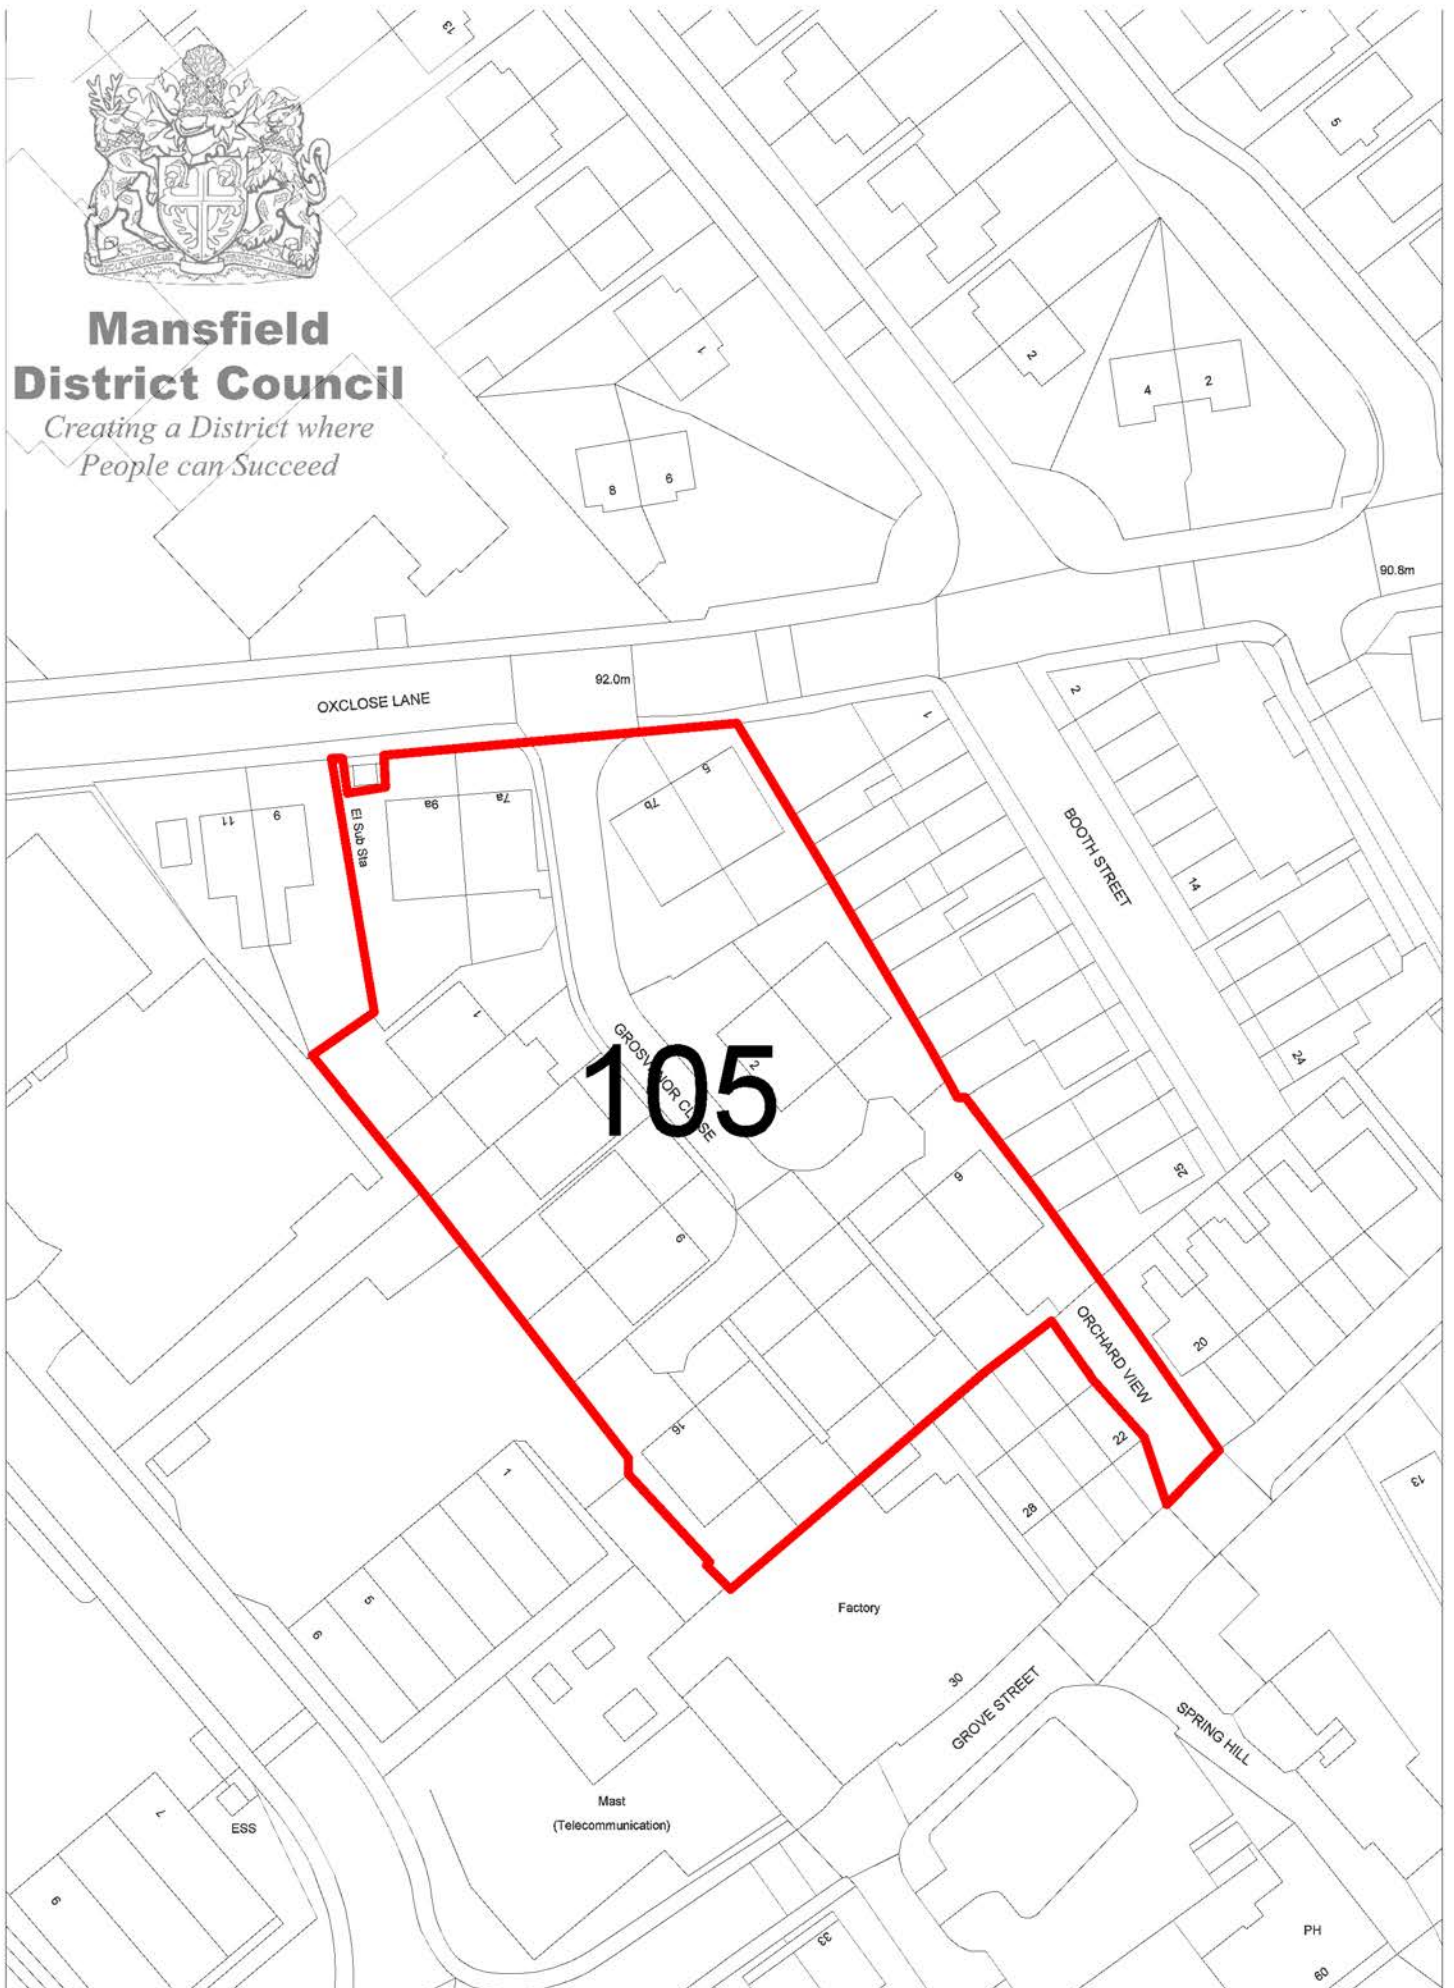 13
5
Mansfield
District Council
Creating a District where
People can Succeed
1
2
4
2
8
6
90.8m
92.0m
OXCLOSE LANE
2
1
5
7b
9a
7a
El Sub Sta
11
9
BOOTH STREET
14
1
GROSVENOR CLOSE
105
2
24
25
6
9
ORCHARD VIEW
20
16
22
28
13
1
5
6
Factory
30
GROVE STREET
SPRING HILL
Mast
(Telecommunication)
7
ESS
9
33
PH
60